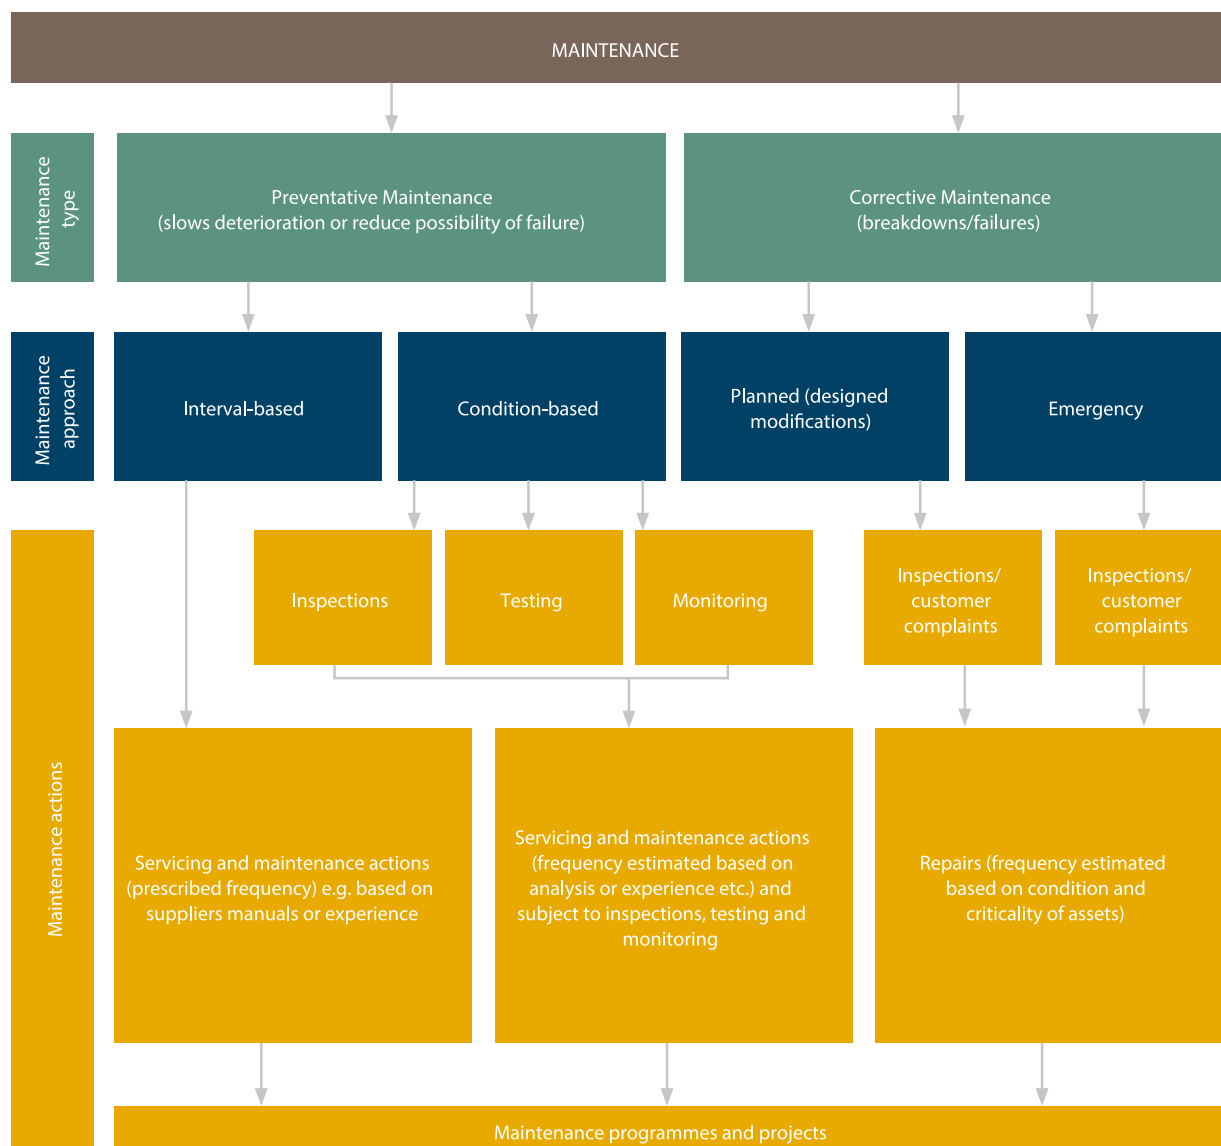 MAINTENANCE
Maintenance
type
Preventative Maintenance
(slows deterioration or reduce possibility of failure)
Corrective Maintenance
(breakdowns/failures)
Maintenance
approach
Interval-based
Condition-based
Planned (designed
modifications)
Emergency
Maintenance actions
Inspections
Testing
Monitoring
Inspections/
customer
complaints
Inspections/
customer
complaints
Servicing and maintenance actions
(prescribed frequency) e.g. based on
suppliers manuals or experience
Servicing and maintenance actions
(frequency estimated based on
analysis or experience etc.) and
subject to inspections, testing and
monitoring
Repairs (frequency estimated
based on condition and
criticality of assets)
Maintenance programmes and projects